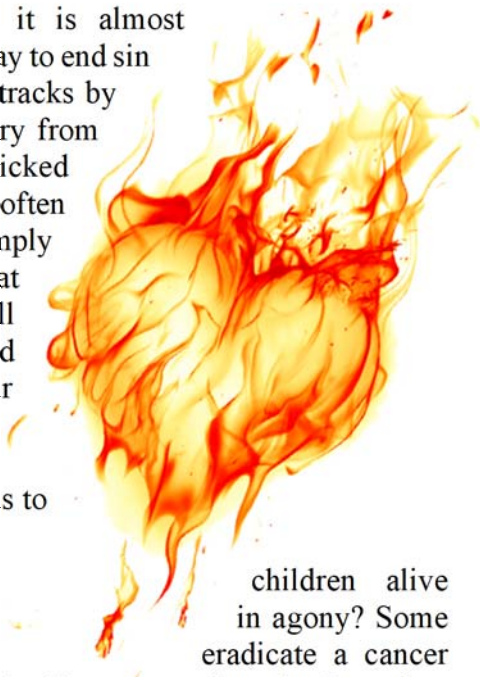 it is almost
ay to end sin
tracks by
ry from
icked
often
mply
at
ll
d
r
s to
children alive
in agony? Some
eradicate a cancer